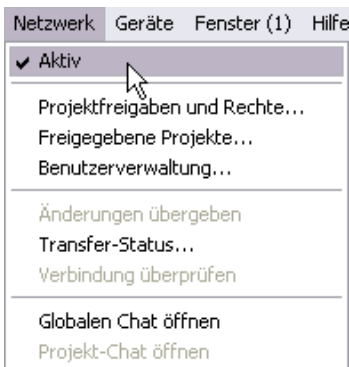 Netzwerk Geräte Fenster (1) Hilfe
Aktiv
Projektfreigaben und Rechte...
Freigegebene Projekte...
Benutzerverwaltung...
Änderungen übergeben
Transfer-Status...
Verbindung überprüfen
Globalen Chat öffnen
Projekt-Chat öffnen